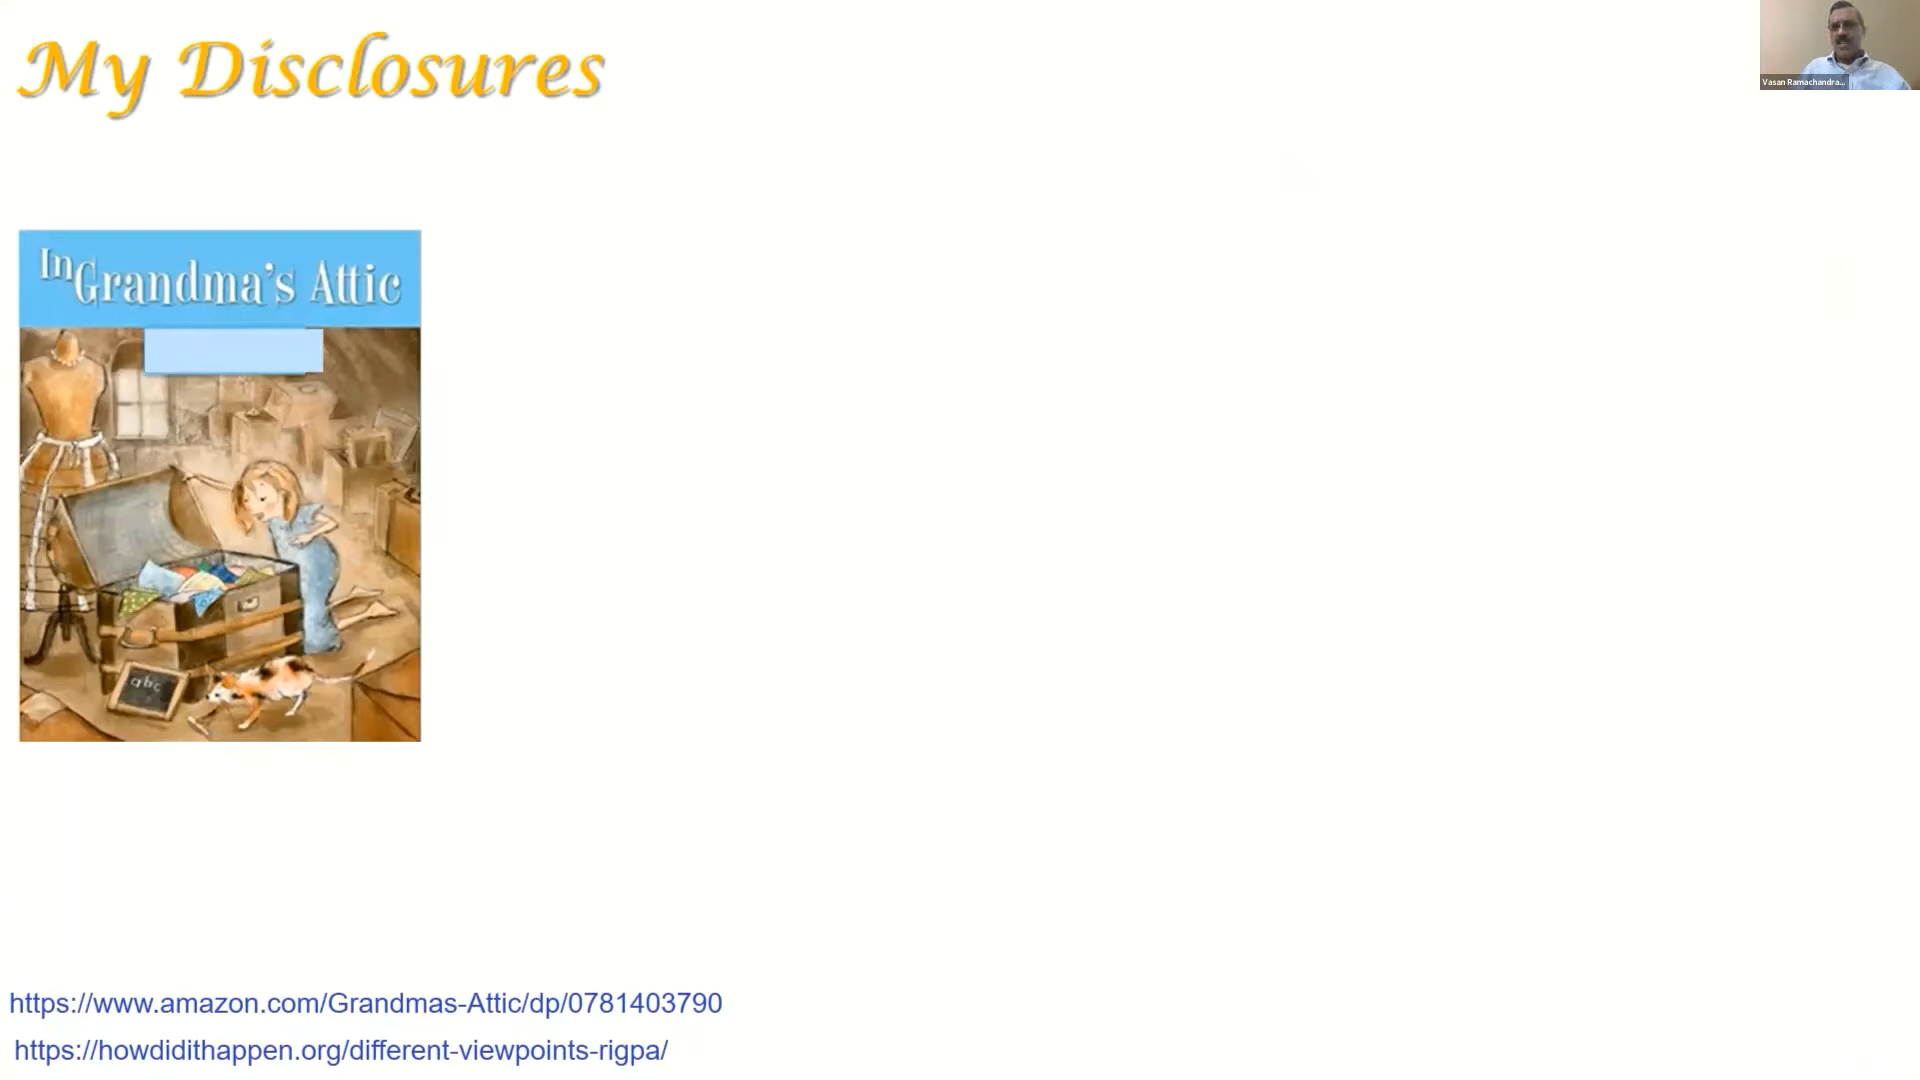 My Disclosures
Vasan Ramachandra...
In Grandma's Attic
abc
https://www.amazon.com/Grandmas-Attic/dp/0781403790
https://howdidithappen.org/different-viewpoints-rigpa/